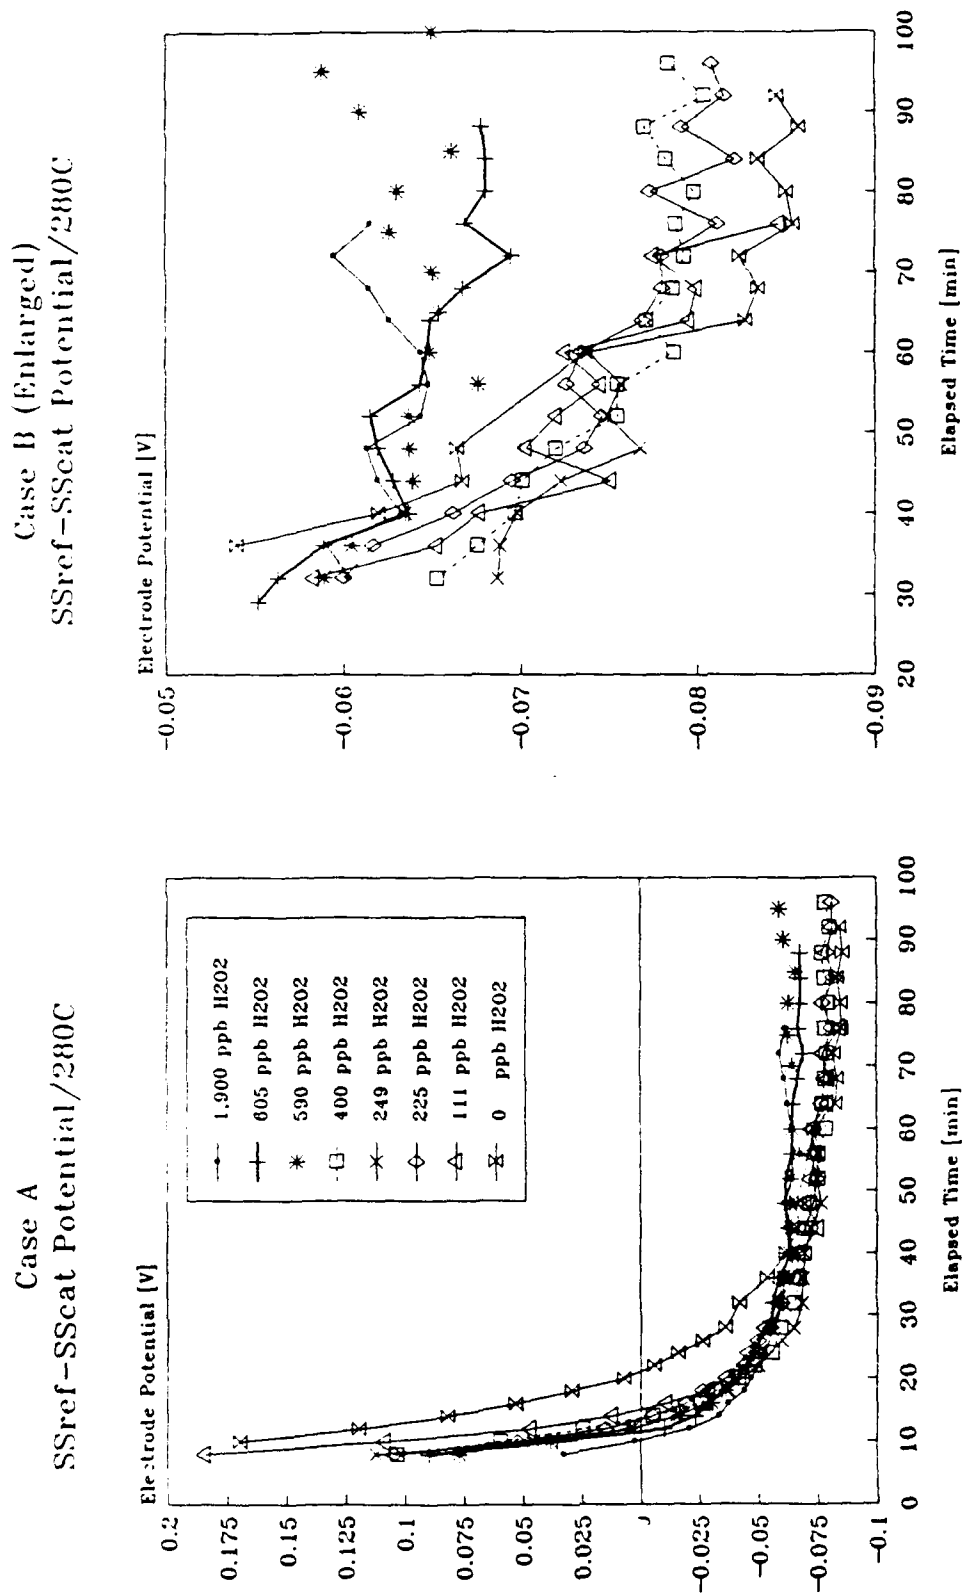 Case A
SSref-SScat Potential/280C
Electrode Potential [V]
0.2
0.175
0.15
0.125
0.1
0.075
0.05
0.025
-0.025
-0.05
-0.075
-0.1
1.900 ppb H2O2
605 ppb H2O2
590 ppb H2O2
400 ppb H2O2
249 ppb H2O2
225 ppb H2O2
111 ppb H2O2
0 ppb H2O2
0 10 20 30 40 50 60 70 80 90 100
Elapsed Time [min]
Case B (Enlarged)
SSref-SScat Potential/280C
Electrode Potential [V]
-0.05
-0.06
-0.07
-0.08
-0.09
20 30 40 50 60 70 80 90 100
Elapsed Time [min]